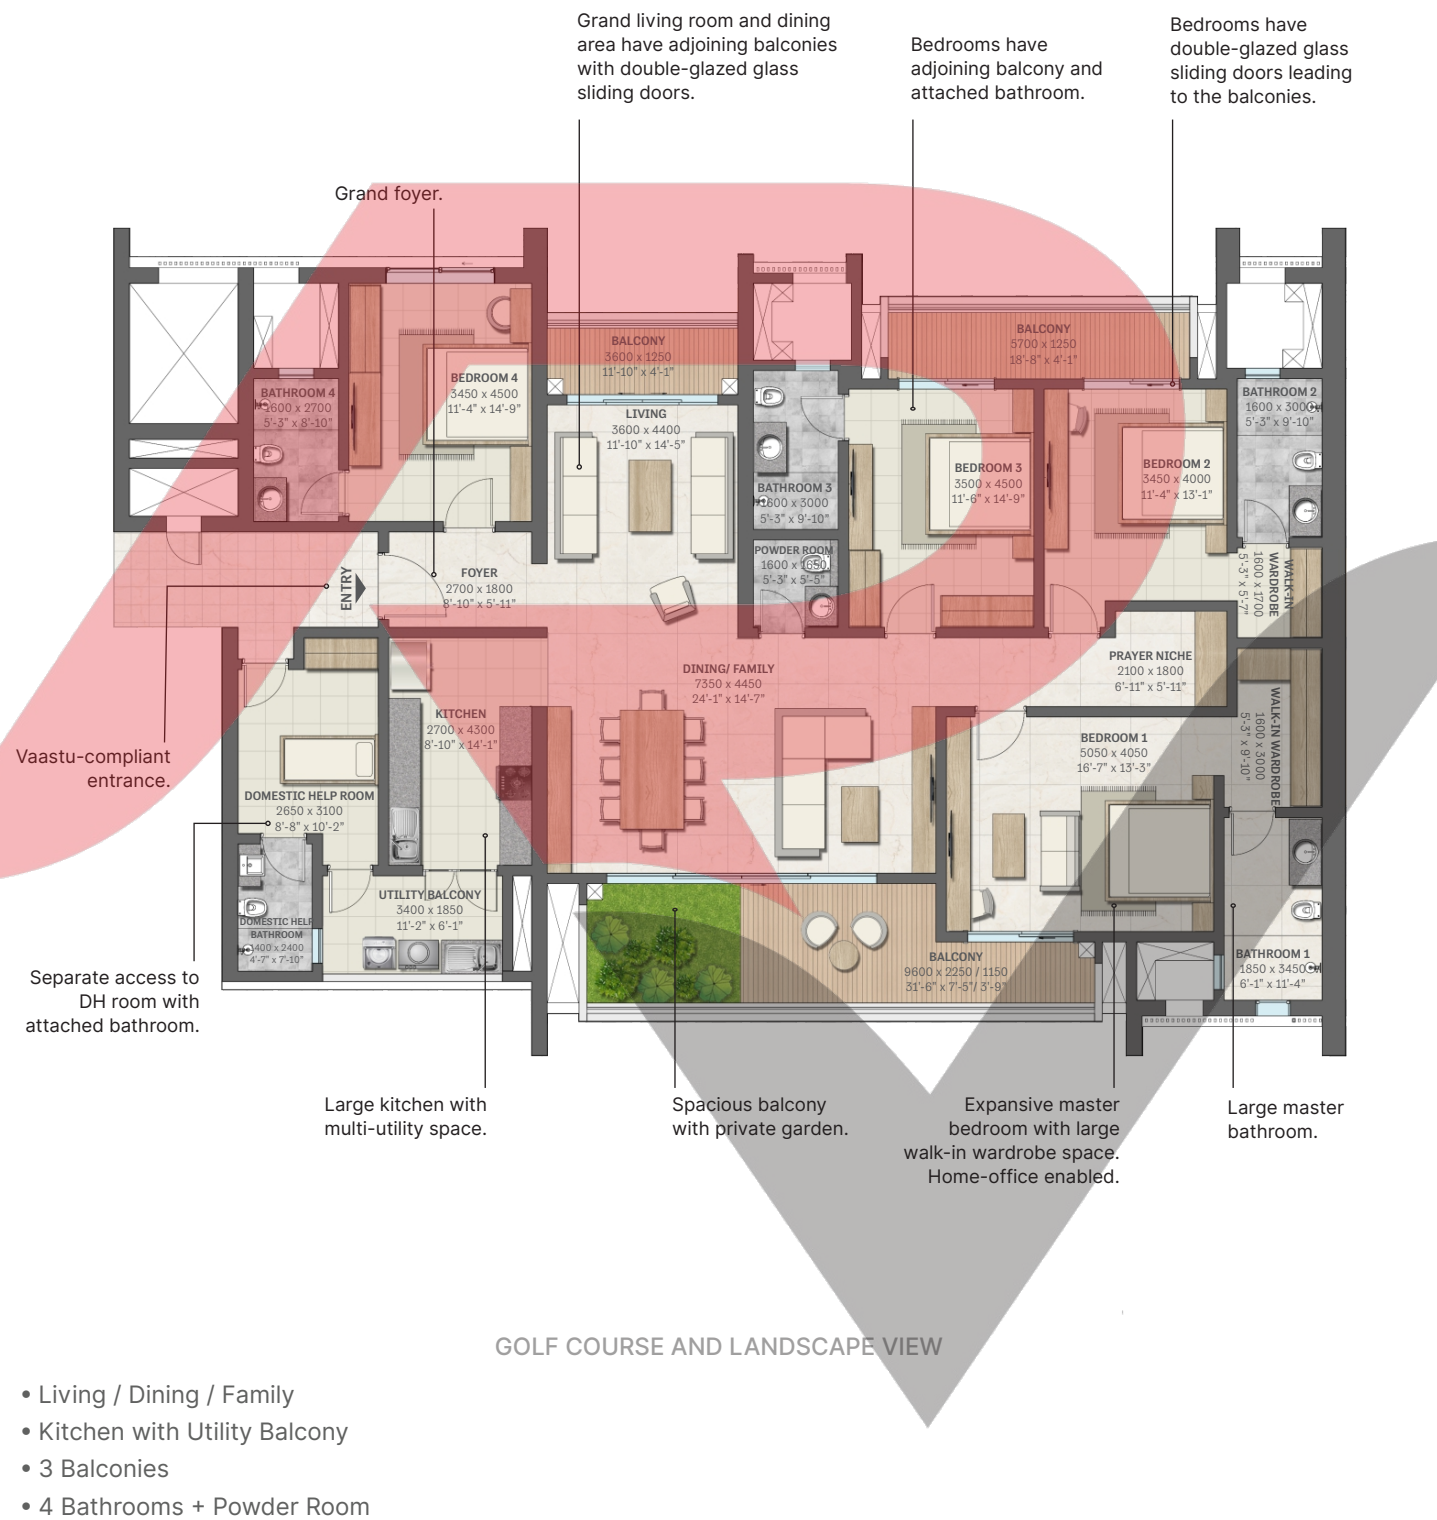 Grand living room and dining
area have adjoining balconies
with double-glazed glass
sliding doors.
Bedrooms have
adjoining balcony and
attached bathroom.
Bedrooms have
double-glazed glass
sliding doors leading
to the balconies.
Grand foyer.
BALCONY
3600 x 1250
11'-10" x 4'-1"
BALCONY
5700 x 1250
18'-8" x 4'-1"
BATHROOM 4
1600 x 2700
5'-3" x 8'-10"
BEDROOM 4
3450 x 4500
11'-4" x 14'-9"
LIVING
3600 x 4400
11'-10" x 14'-5"
BATHROOM 3
1600 x 3000
5'-3" x 9'-10"
BEDROOM 3
3500 x 4500
11'-6" x 14'-9"
BEDROOM 2
3450 x 4000
11'-4" x 13'-1"
BATHROOM 2
1600 x 3000
5'-3" x 9'-10"
POWDER ROOM
1600 x 1650
5'-3" x 5'-5"
ENTRY
FOYER
2700 x 1800
8'-10" x 5'-11"
WALK-IN
WARDROBE
1600 x 1700
5'-3" x 5'-7"
DINING/ FAMILY
7350 x 4450
24'-1" x 14'-7"
PRAYER NICHE
2100 x 1800
6'-11" x 5'-11"
KITCHEN
2700 x 4300
8'-10" x 14'-1"
BEDROOM 1
5050 x 4050
16'-7" x 13'-3"
WALK-IN WARDROBE
1600 x 3000
5'-3" x 9'-10"
Vaastu-compliant
entrance.
DOMESTIC HELP ROOM
2650 x 3100
8'-8" x 10'-2"
UTILITY BALCONY
3400 x 1850
11'-2" x 6'-1"
DOMESTIC HELP
BATHROOM
1400 x 2400
4'-7" x 7'-10"
BALCONY
9600 x 2250 / 1150
31'-6" x 7'-5"/ 3'-9"
BATHROOM 1
1850 x 3450
6'-1" x 11'-4"
Separate access to
DH room with
attached bathroom.
Large kitchen with
multi-utility space.
Spacious balcony
with private garden.
Expansive master
bedroom with large
walk-in wardrobe space.
Home-office enabled.
Large master
bathroom.
GOLF COURSE AND LANDSCAPE VIEW
• Living / Dining / Family
• Kitchen with Utility Balcony
• 3 Balconies
• 4 Bathrooms + Powder Room